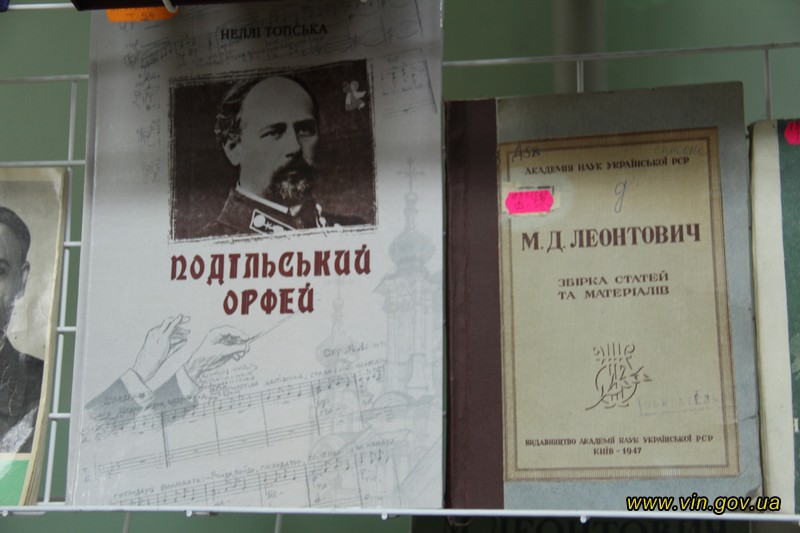 НЕЛЛІ ТОПСЬКА
ПОДІЛЬСЬКИЙ
ОРФЕЙ
АКАДЕМІЯ НАУК УКРАЇНСЬКОЇ РСР
М. Д. ЛЕОНТОВИЧ
ЗБІРКА СТАТЕЙ
ТА МАТЕРІАЛІВ
ВИДАВНИЦТВО АКАДЕМІЇ НАУК УКРАЇНСЬКОЇ РСР
КИЇВ - 1947
www.vin.gov.ua